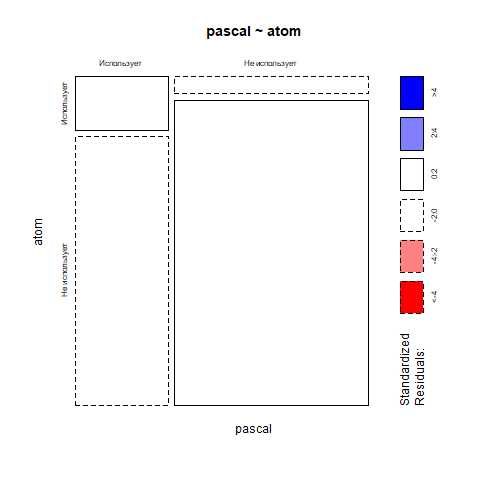 pascal ~ atom
Использует
Не использует
Использует
Не использует
atom
pascal
>4
2:4
0:2
-2:0
-4:-2
<-4
Standardized
Residuals: